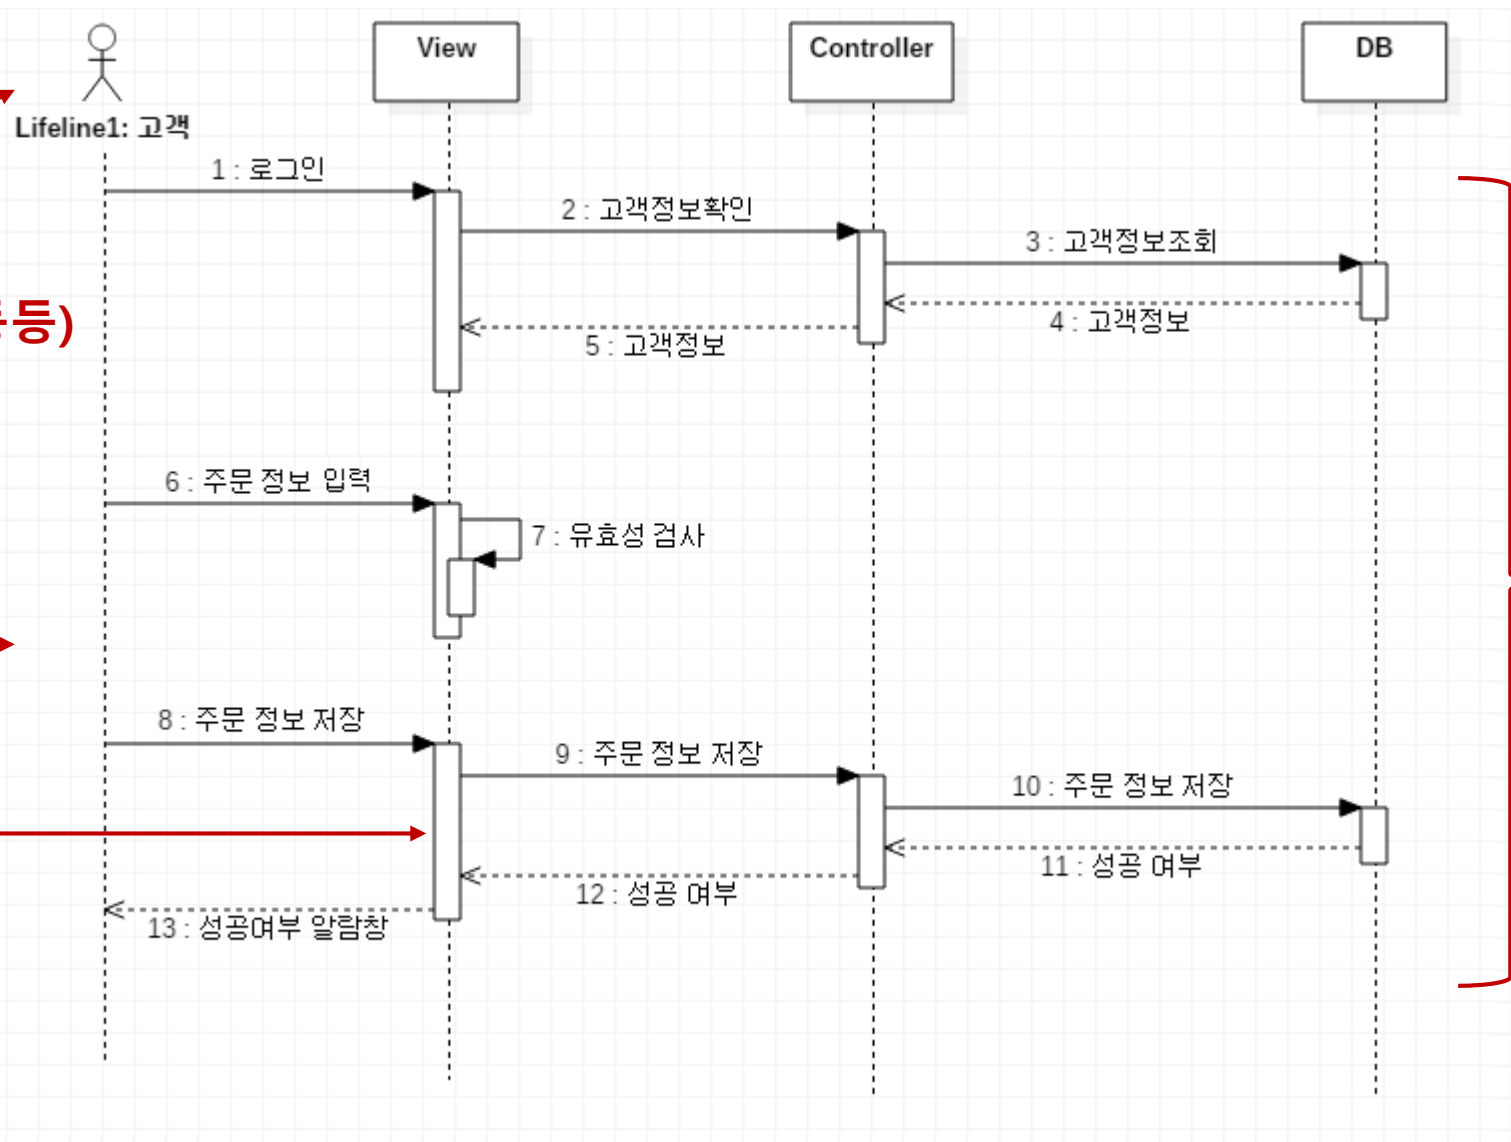 View
Controller
DB
Lifeline1: 고객
1 : 로그인
2 : 고객정보확인
3 : 고객정보조회
4 : 고객정보
5 : 고객정보
등)
6 : 주문 정보 입력
7 : 유효성 검사
8 : 주문 정보 저장
9 : 주문 정보 저장
10 : 주문 정보 저장
11 : 성공 여부
12 : 성공 여부
13 : 성공여부 알람창